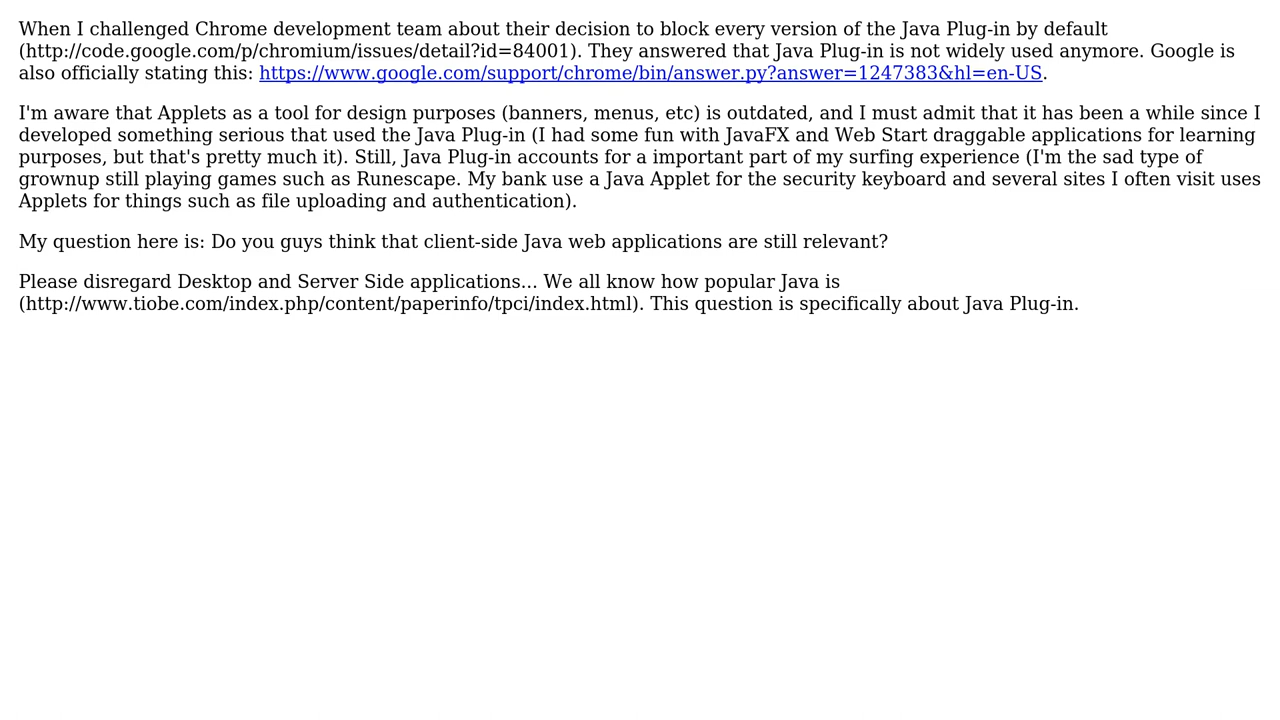 When I challenged Chrome development team about their decision to block every version of the Java Plug-in by default
(http://code.google.com/p/chromium/issues/detail?id=84001). They answered that Java Plug-in is not widely used anymore. Google is
also officially stating this: https://www.google.com/support/chrome/bin/answer.py?answer=1247383&hl=en-US.
I'm aware that Applets as a tool for design purposes (banners, menus, etc) is outdated, and I must admit that it has been a while since I
developed something serious that used the Java Plug-in (I had some fun with JavaFX and Web Start draggable applications for learning
purposes, but that's pretty much it). Still, Java Plug-in accounts for a important part of my surfing experience (I'm the sad type of
grownup still playing games such as Runescape. My bank use a Java Applet for the security keyboard and several sites I often visit uses
Applets for things such as file uploading and authentication).
My question here is: Do you guys think that client-side Java web applications are still relevant?
Please disregard Desktop and Server Side applications... We all know how popular Java is
(http://www.tiobe.com/index.php/content/paperinfo/tpci/index.html). This question is specifically about Java Plug-in.